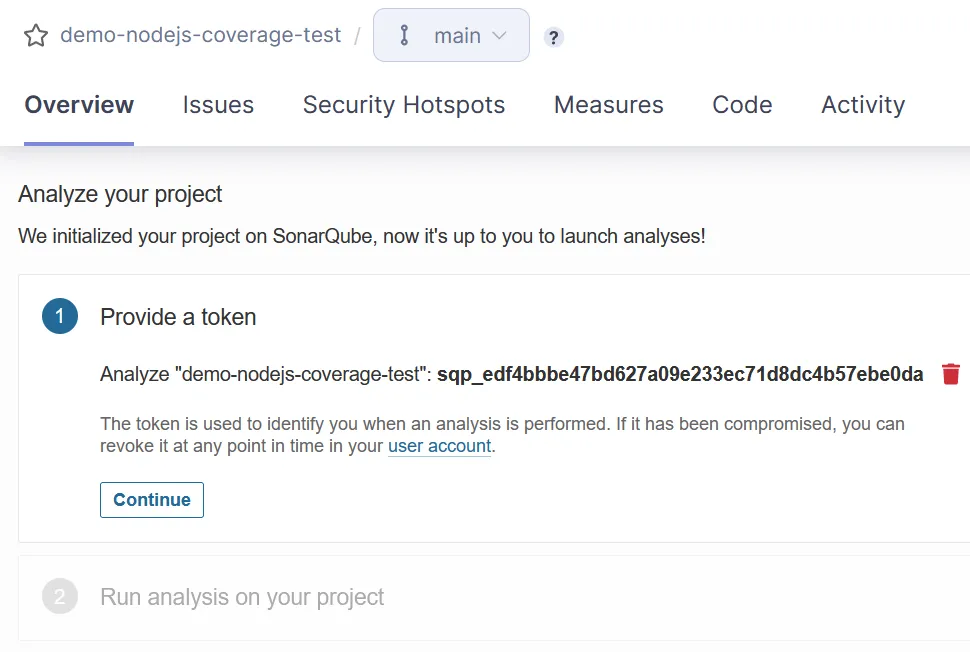 demo-nodejs-coverage-test / main ?
Overview Issues Security Hotspots Measures Code Activity
Analyze your project
We initialized your project on SonarQube, now it's up to you to launch analyses!
1 Provide a token
Analyze "demo-nodejs-coverage-test": sqp_edf4bbbe47bd627a09e233ec71d8dc4b57ebe0da
The token is used to identify you when an analysis is performed. If it has been compromised, you can
revoke it at any point in time in your user account.
Continue
2 Run analysis on your project